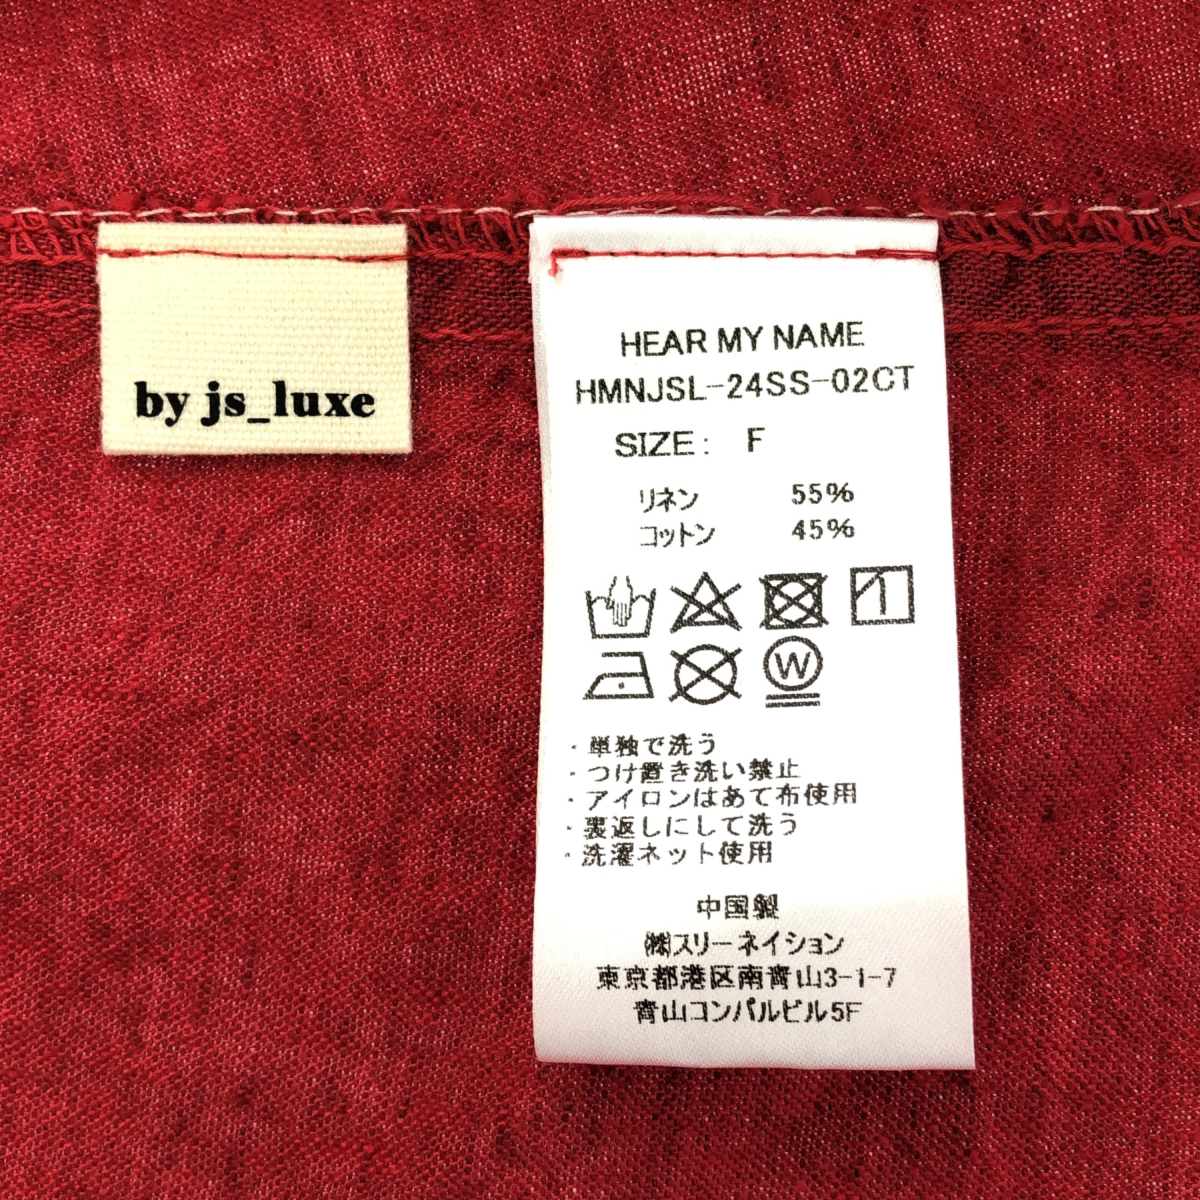 by js_luxe
HEAR MY NAME
HMNJSL-24SS-02CT
SIZE: F
リネン 55%
コットン 45%
W
・単独で洗う
・つけ置き洗い禁止
・アイロンはあて布使用
・裏返しにして洗う
・洗濯ネット使用
中国製
㈱スリーネイション
東京都港区南青山3-1-7
青山コンパルビル5F